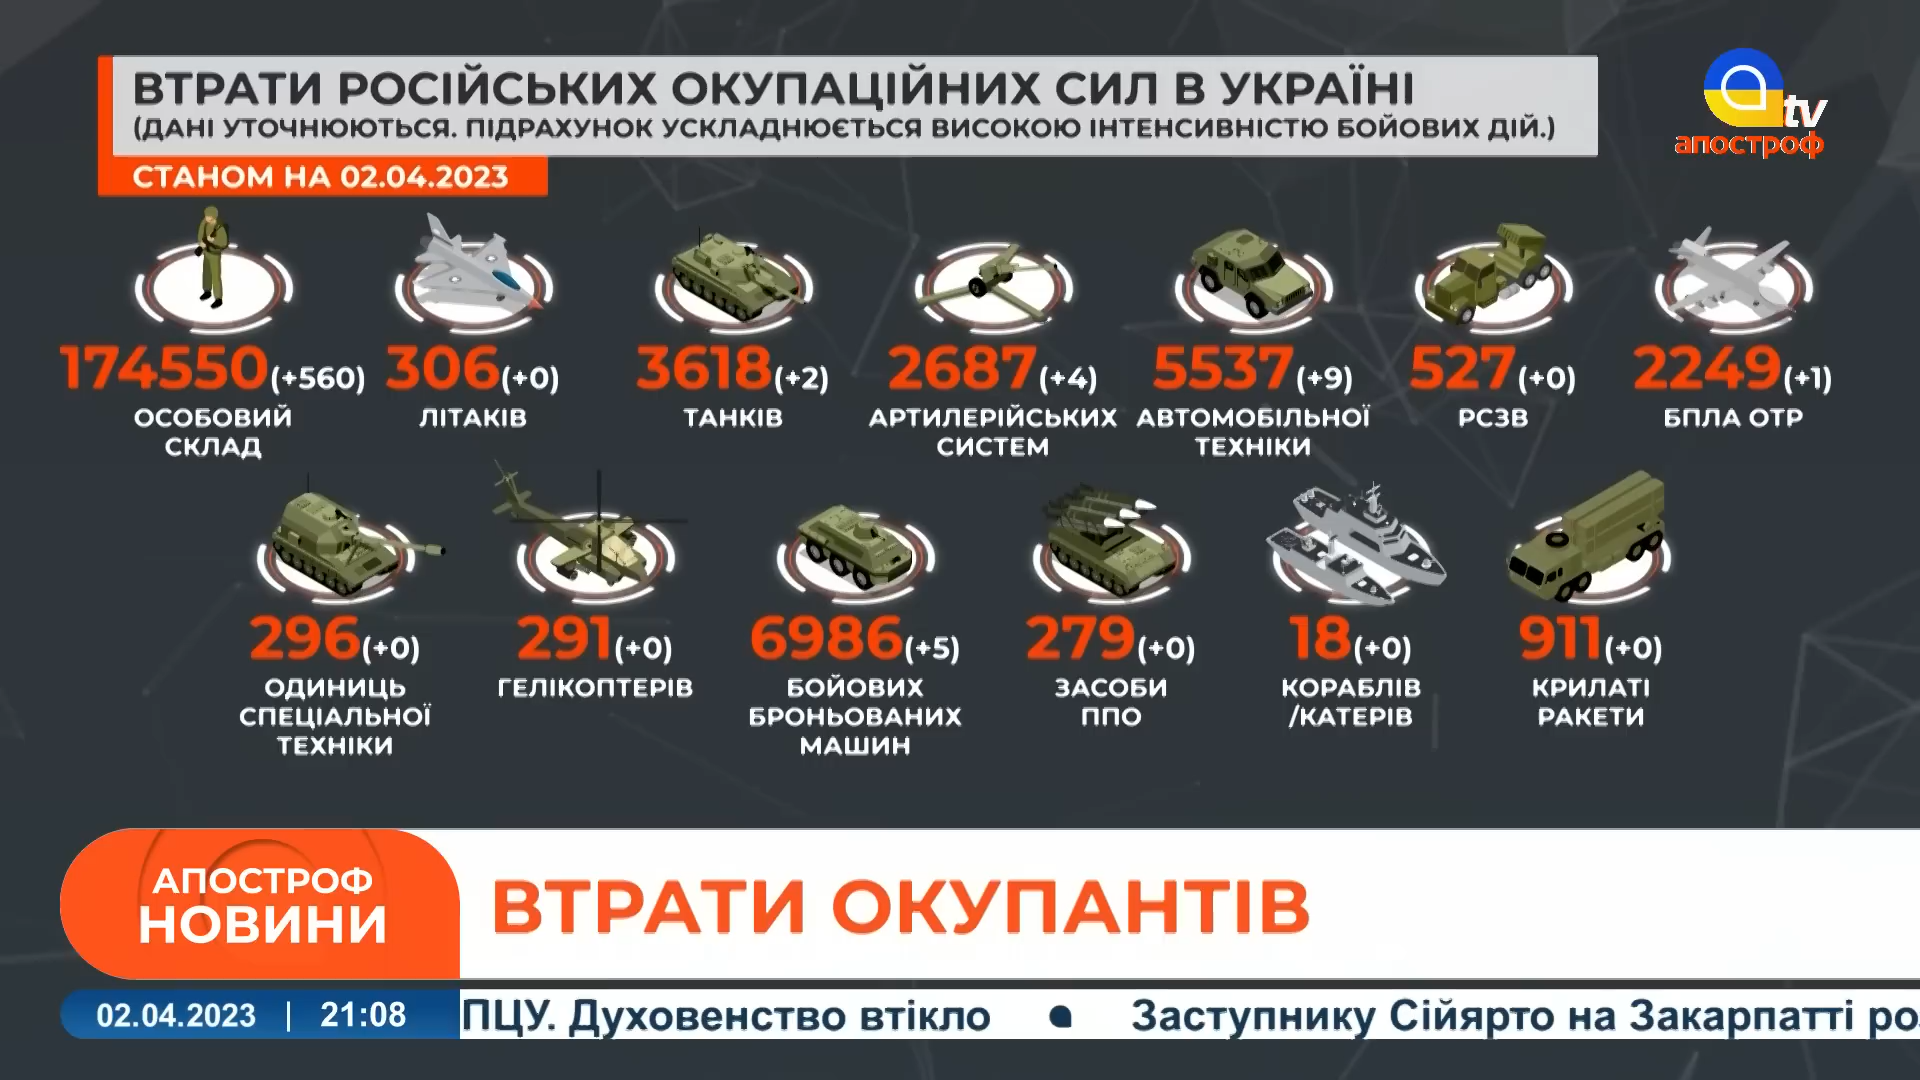 ВТРАТИ РОСІЙСЬКИХ ОКУПАЦІЙНИХ СИЛ В УКРАЇНІ
(ДАНІ УТОЧНЮЮТЬСЯ. ПІДРАХУНОК УСКЛАДНЮЄТЬСЯ ВИСОКОЮ ІНТЕНСИВНІСТЮ БОЙОВИХ ДІЙ.)
СТАНОМ НА 02.04.2023
tv
апостроф
174550(+560)
ОСОБОВИЙ
СКЛАД
306(+0)
ЛІТАКІВ
3618(+2)
ТАНКІВ
2687(+4)
АРТИЛЕРІЙСЬКИХ
СИСТЕМ
5537(+9)
АВТОМОБІЛЬНОЇ
ТЕХНІКИ
527(+0)
РСЗВ
2249(+1)
БПЛА ОТР
296(+0)
ОДИНИЦЬ
СПЕЦІАЛЬНОЇ
ТЕХНІКИ
291(+0)
ГЕЛІКОПТЕРІВ
6986(+5)
БОЙОВИХ
БРОНЬОВАНИХ
МАШИН
279(+0)
ЗАСОБИ
ППО
18(+0)
КОРАБЛІВ
/КАТЕРІВ
911(+0)
КРИЛАТІ
РАКЕТИ
АПОСТРОФ
НОВИНИ
ВТРАТИ ОКУПАНТІВ
02.04.2023 | 21:08
ПЦУ. Духовенство втікло ● Заступнику Сійярто на Закарпатті